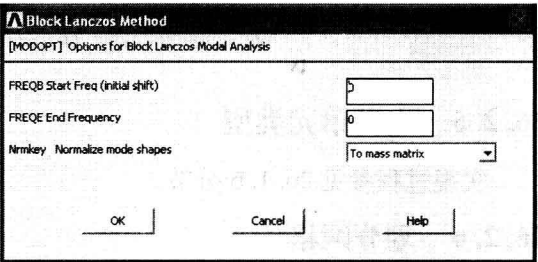 Block Lanczos Method
[MODOPT] Options for Block Lanczos Modal Analysis
FREQB Start Freq (initial shift)
FREQE End Frequency
0
Nrmkey Normalize mode shapes
To mass matrix
OK
Cancel
Help